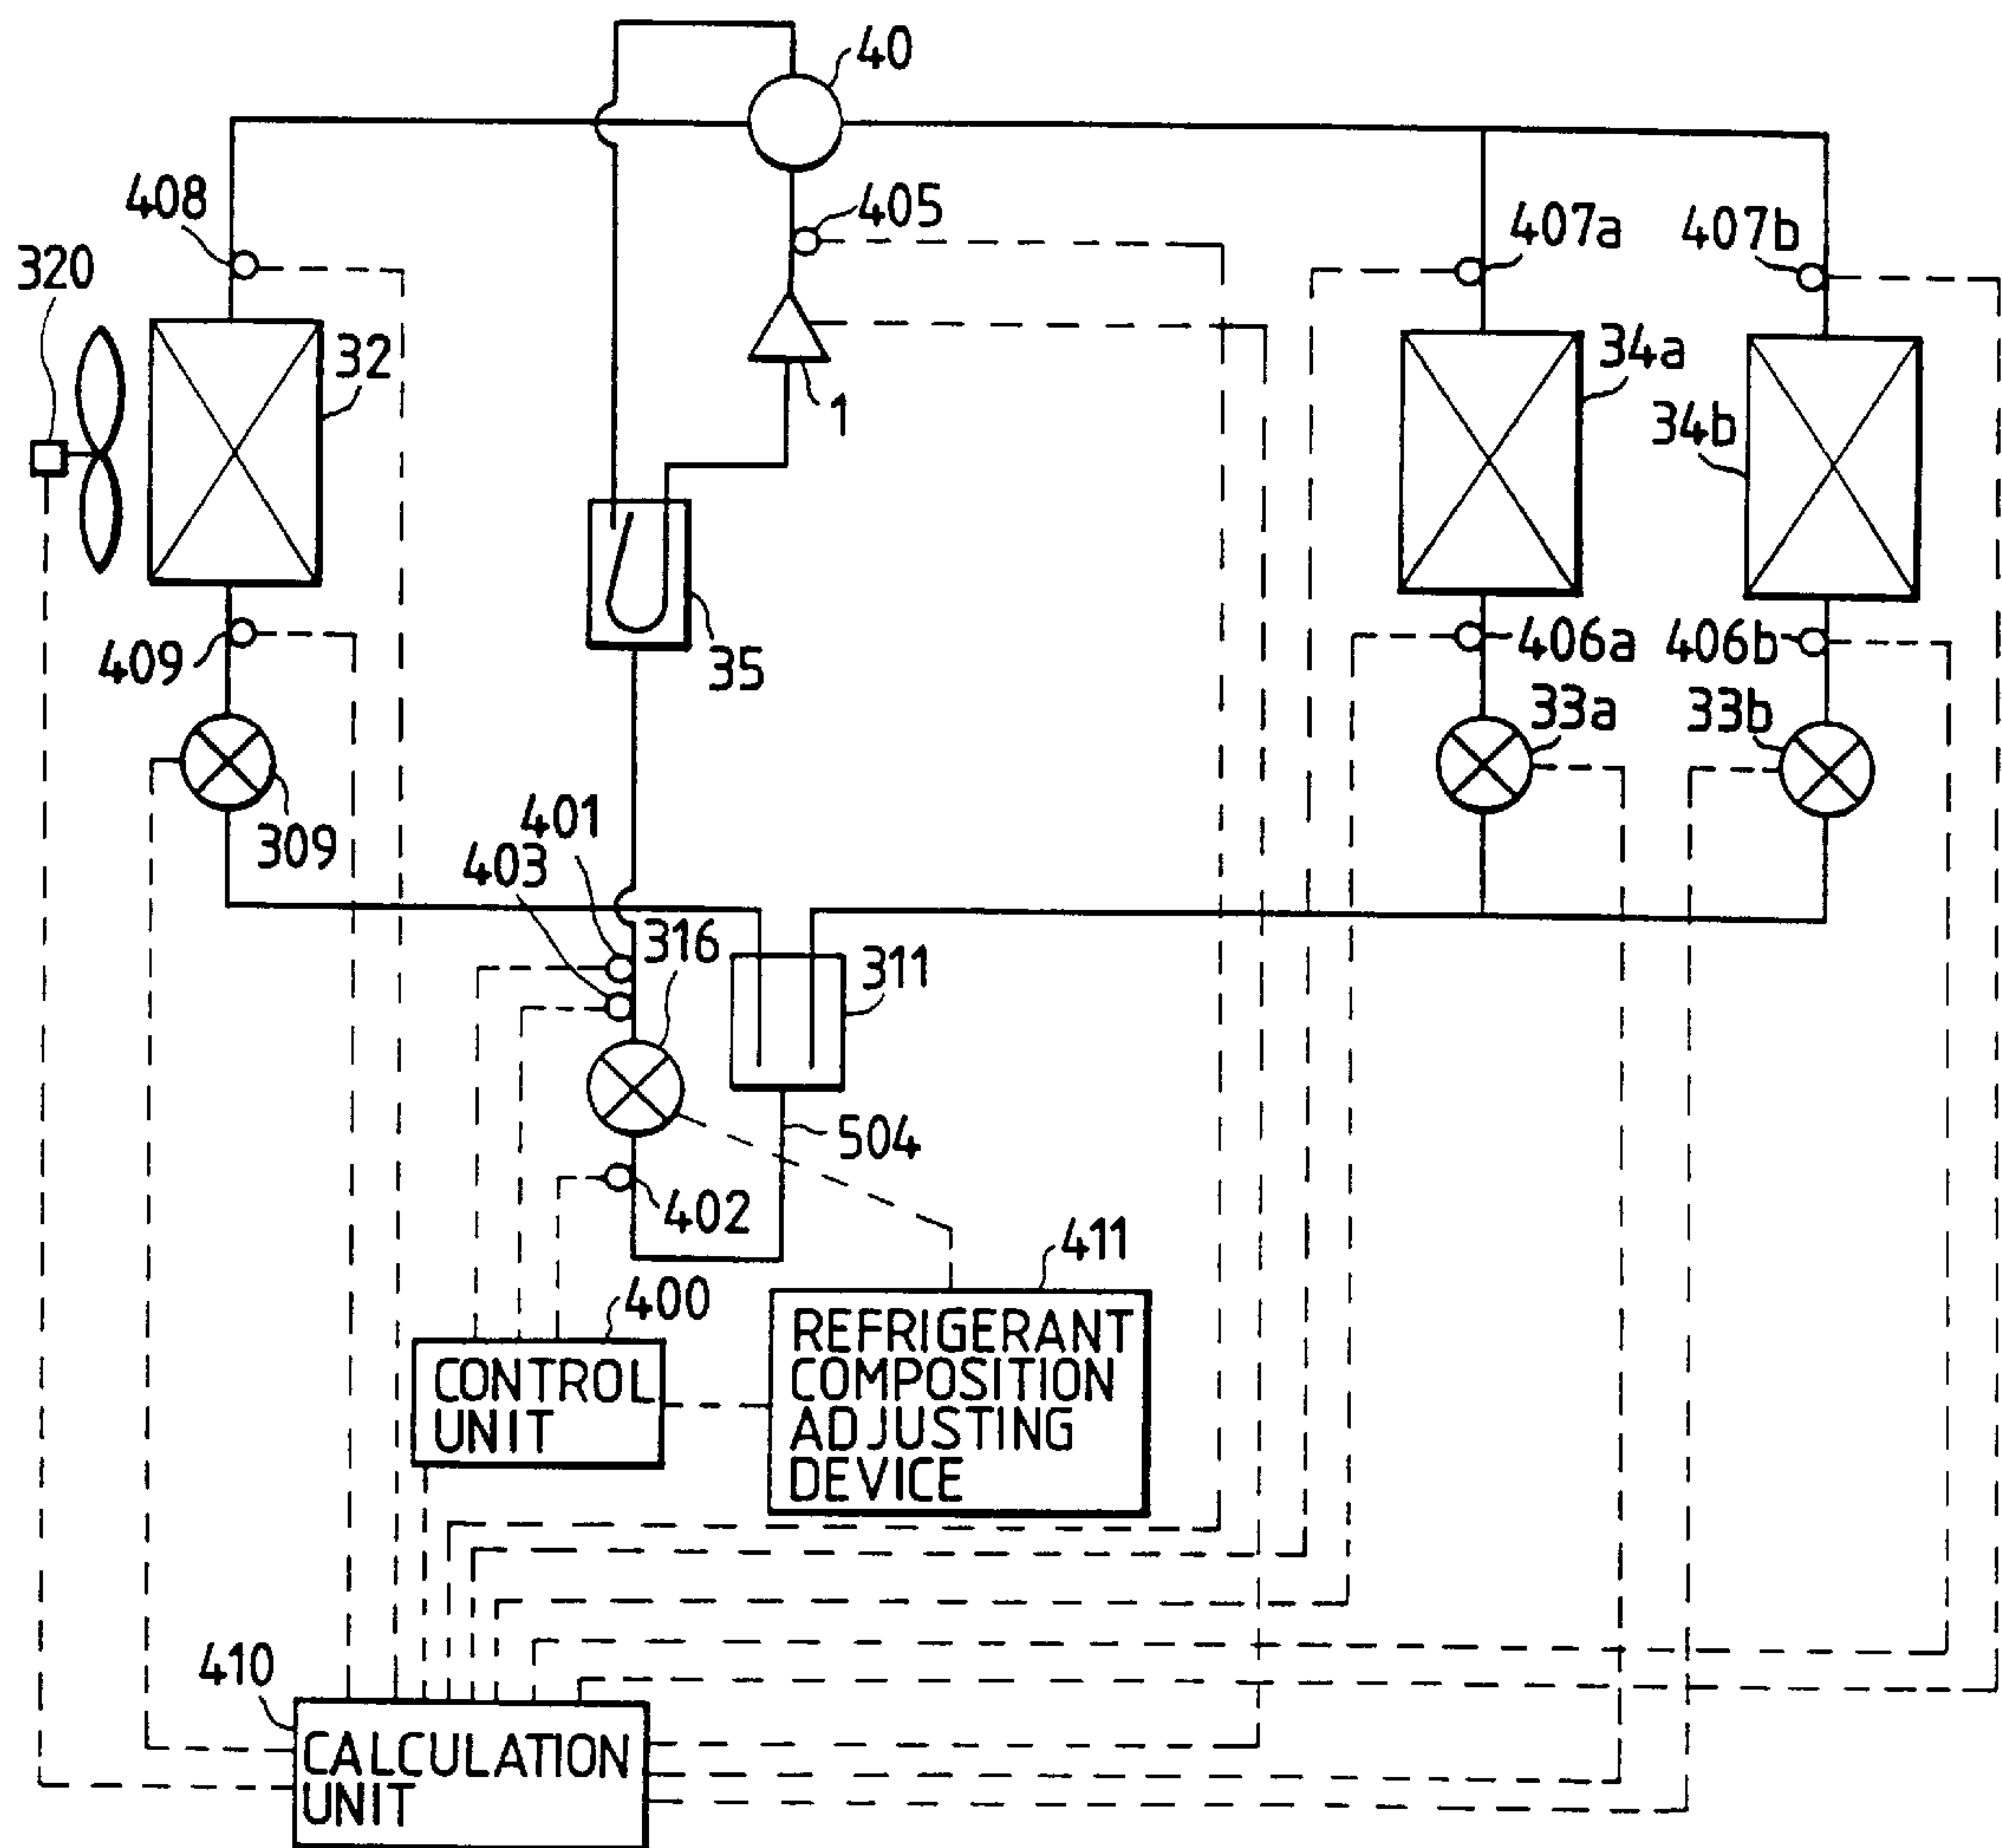 40
408
405
407a
407b
320
32
34a
1
34b
409
35
406a
406b
33a
33b
309
401
403
316
311
504
402
411
400
REFRIGERANT
COMPOSITION
ADJUSTING
DEVICE
CONTROL
UNIT
410
CALCULATION
UNIT